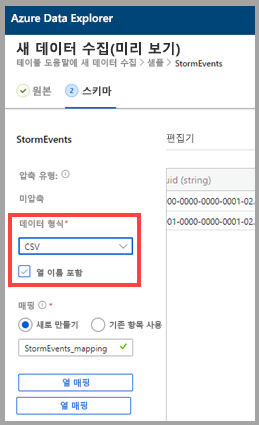 Azure Data Explorer
새 데이터 수집(미리 보기)
테이블 도움말에 새 데이터 수집 > 샘플 > StormEvents
원본
2 스키마
StormEvents
편집기
압축 유형:
uid (string)
미압축
00-0000-0000-0001-02.
데이터 형식*
01-0000-0000-0001-02.
CSV
열 이름 포함
매핑 *
새로 만들기 기존 항목 사용
StormEvents_mapping
열 매핑
열 매핑